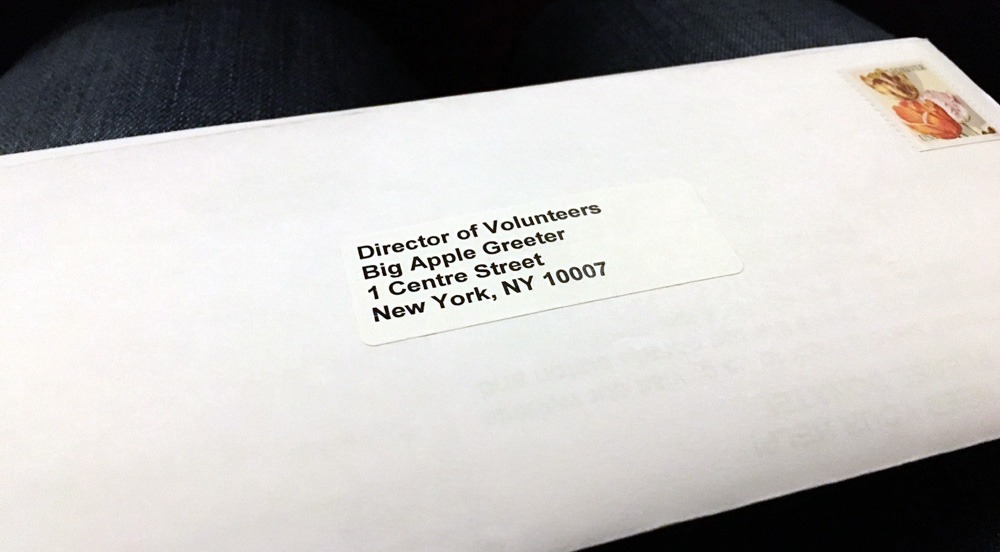 Director of Volunteers
Big Apple Greeter
1 Centre Street
New York, NY 10007